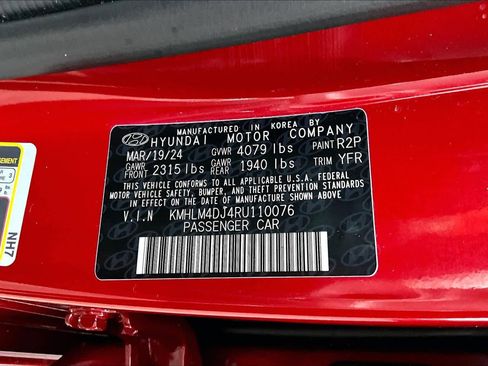 MANUFACTURED IN KOREA BY
HYUNDAI MOTOR COMPANY
MAR/19/24 GVWR 4079 lbs PAINT R2P
GAWR FRONT 2315 lbs GAWR REAR 1940 lbs TRIM YFR
THIS VEHICLE CONFORMS TO ALL APPLICABLE U.S.A. FEDERAL
MOTOR VEHICLE SAFETY, BUMPER, AND THEFT PREVENTION
STANDARDS IN EFFECT ON THE DATE OF MANUFACTURE SHOWN ABOVE.
V.I.N KMHLM4DJ4RU110076
PASSENGER CAR
NH7